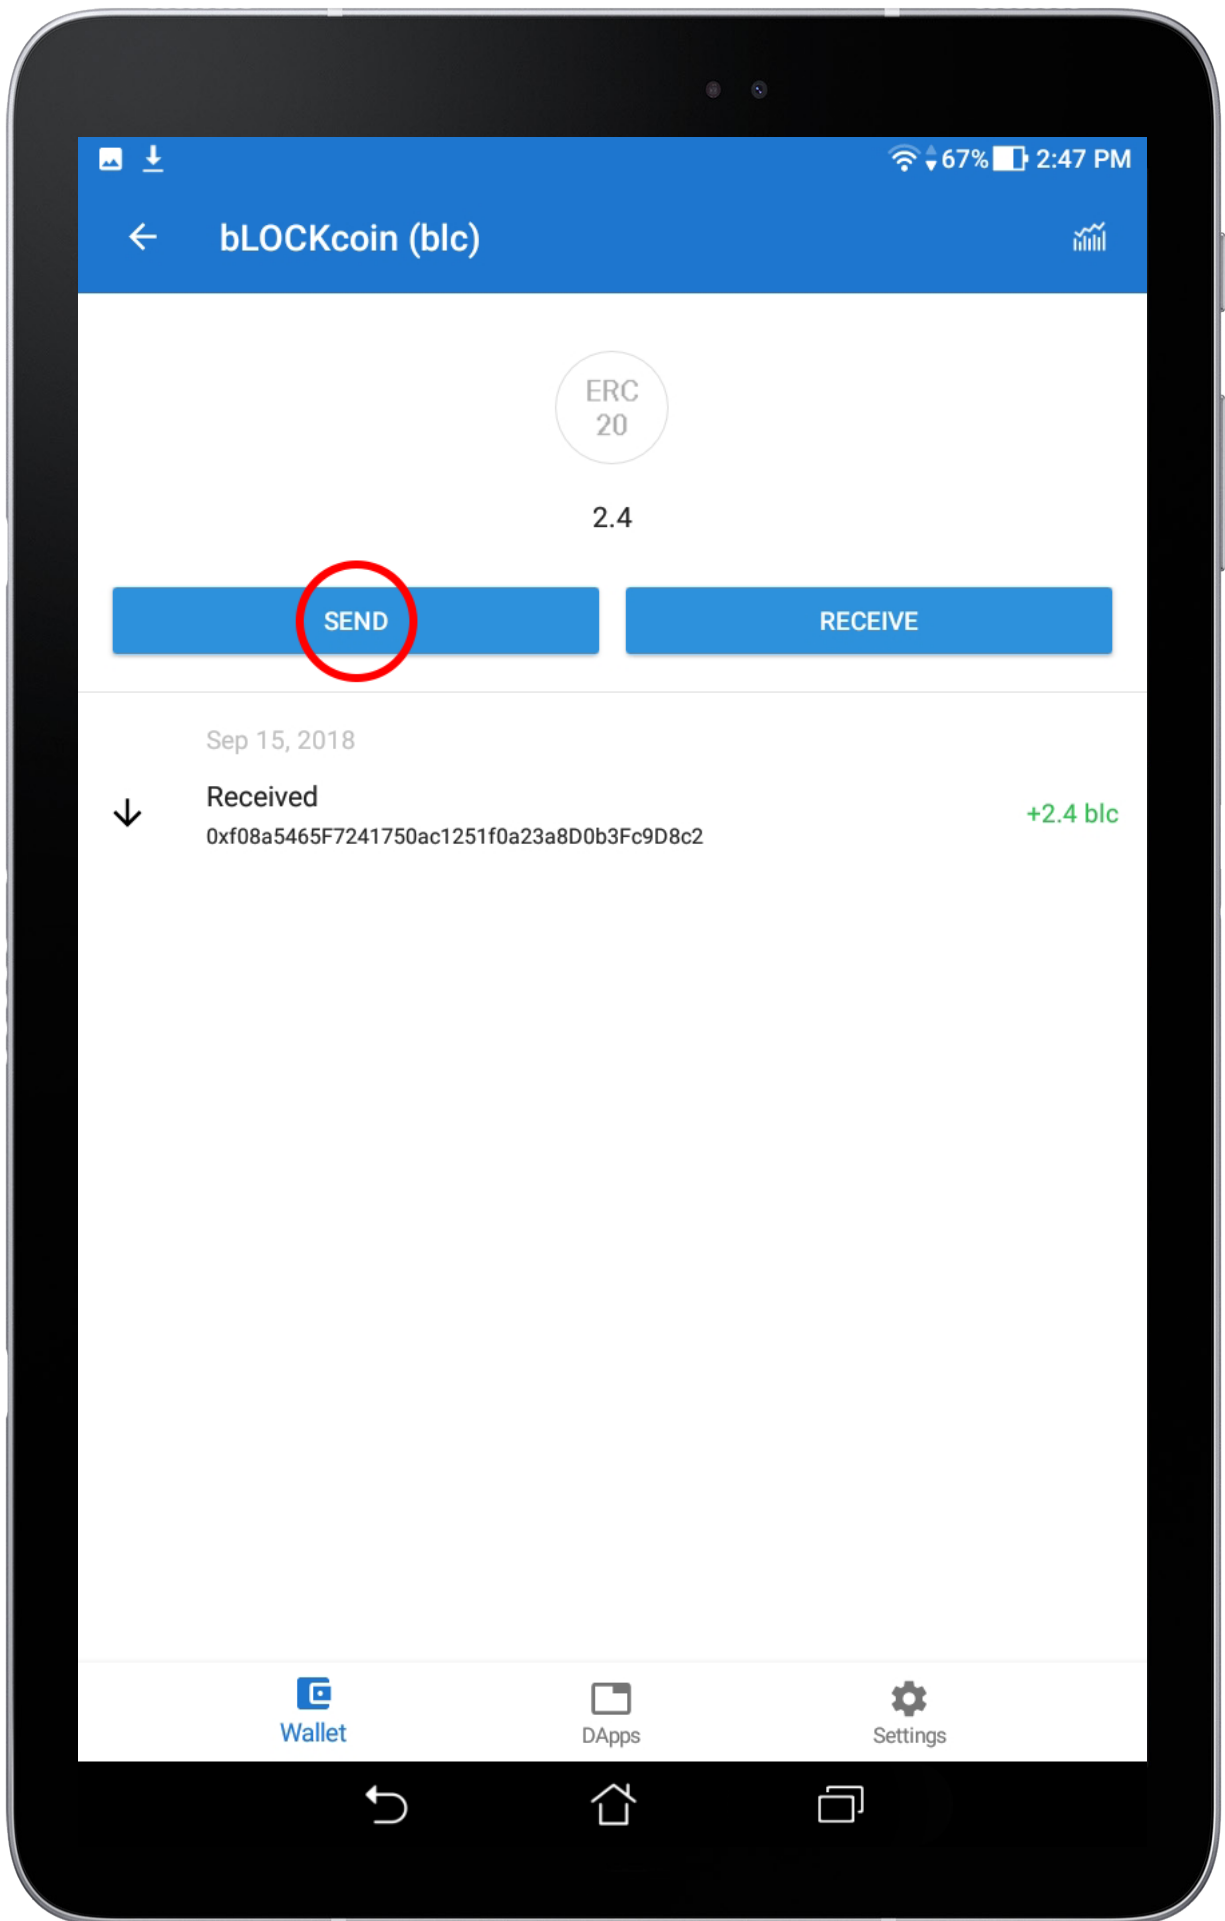 67% 2:47 PM
bLOCKcoin (blc)
ERC
20
2.4
SEND
RECEIVE
Sep 15, 2018
Received
+2.4 blc
0xf08a5465F7241750ac1251f0a23a8D0b3Fc9D8c2
Wallet
DApps
Settings